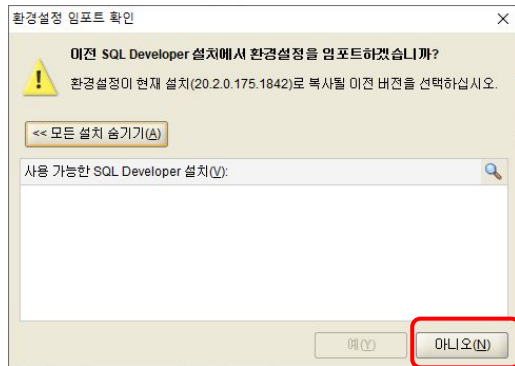 환경설정 임포트 확인
이전 SQL Developer 설치에서 환경설정을 임포트하겠습니까?
환경설정이 현재 설치(20.2.0.175.1842)로 복사될 이전 버전을 선택하십시오.
<< 모든 설치 숨기기(A)
사용 가능한 SQL Developer 설치(V):
예(Y)
아니오(N)